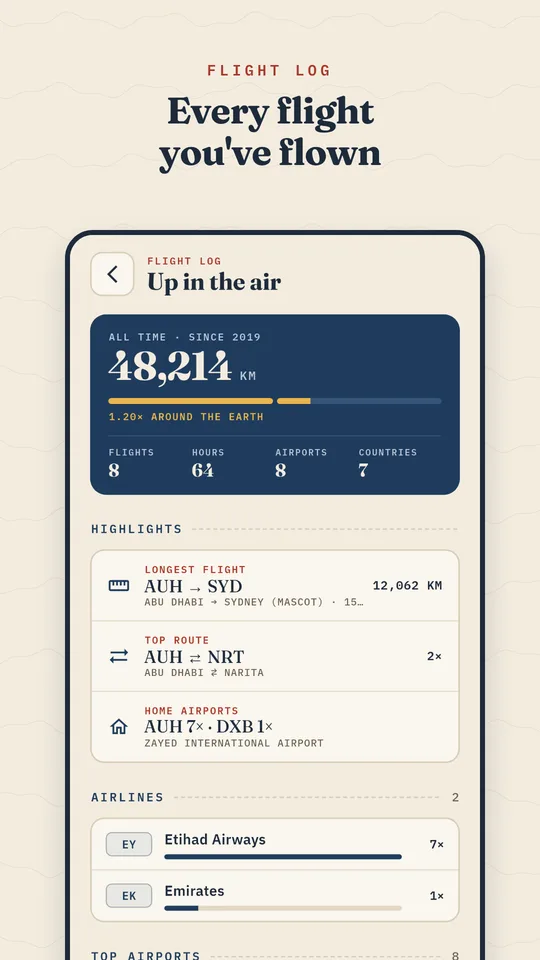 FLIGHT LOG
Every flight
you've flown
FLIGHT LOG
Up in the air
ALL TIME · SINCE 2019
48,214 KM
1.20× AROUND THE EARTH
FLIGHTS HOURS AIRPORTS COUNTRIES
8 64 8 7
HIGHLIGHTS
LONGEST FLIGHT
AUH → SYD 12,062 KM
ABU DHABI → SYDNEY (MASCOT) · 15…
TOP ROUTE
AUH ⇄ NRT 2×
ABU DHABI ⇄ NARITA
HOME AIRPORTS
AUH 7× · DXB 1×
ZAYED INTERNATIONAL AIRPORT
AIRLINES 2
EY Etihad Airways 7×
EK Emirates 1×
TOP AIRPORTS 8